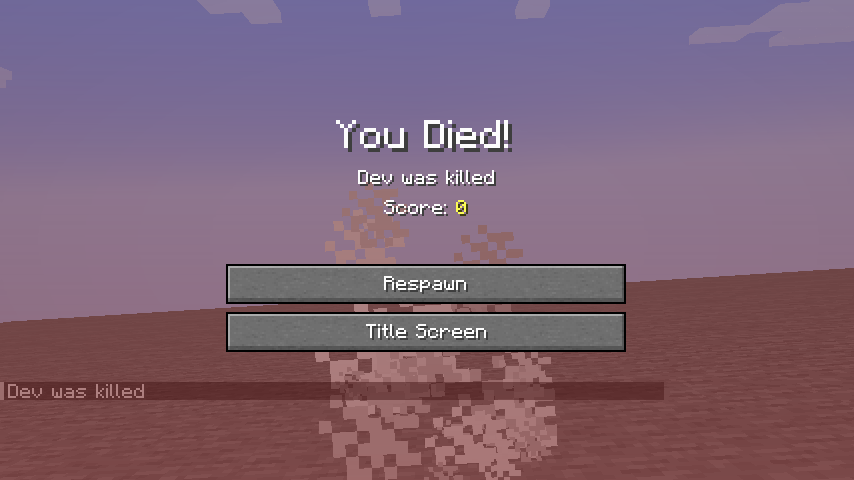 You Died!
Dev was killed
Score: 0
Respawn
Title Screen
Dev was killed